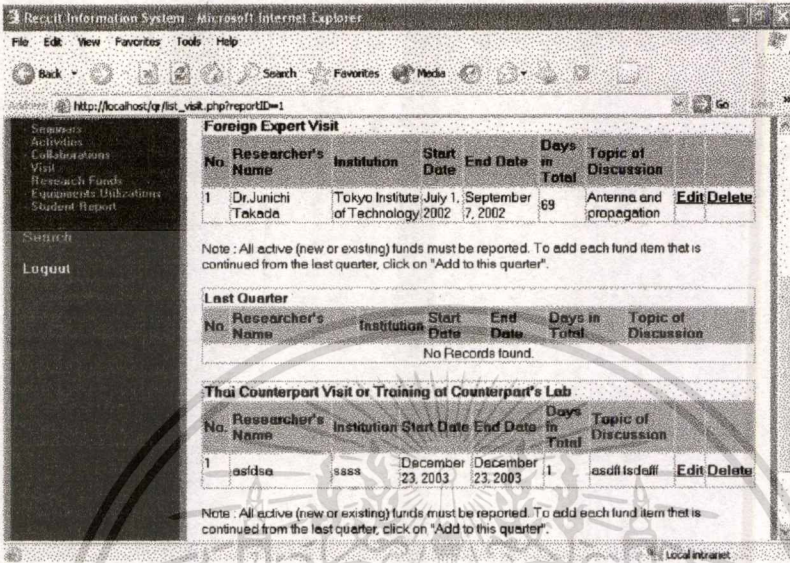 Reccit Information System - Microsoft Internet Explorer
File Edit View Favorites Tools Help
Back Search Favorites Media
Address http://localhost/qr/list_visit.php?reportID=1 Go
Seminars
Activities
Collaborations
Visit
Research Funds
Equipments Utilizations
Student Report
Search
Logout
Foreign Expert Visit
No. Researcher's Name Institution Start Date End Date Days in Total Topic of Discussion
1 Dr.Junichi Takada Tokyo Institute of Technology July 1, 2002 September 7, 2002 69 Antenna and propagation Edit Delete
Note : All active (new or existing) funds must be reported. To add each fund item that is
continued from the last quarter, click on "Add to this quarter".
Last Quarter
No. Researcher's Name Institution Start Date End Date Days in Total Topic of Discussion
No Records found.
Thai Counterpart Visit or Training at Counterpart's Lab
No. Researcher's Name Institution Start Date End Date Days In Total Topic of Discussion
1 asfdsa ssss December 23, 2003 December 23, 2003 1 Edit Delete
Note : All active (new or existing) funds must be reported. To add each fund item that is
continued from the last quarter, click on "Add to this quarter".
Local intranet